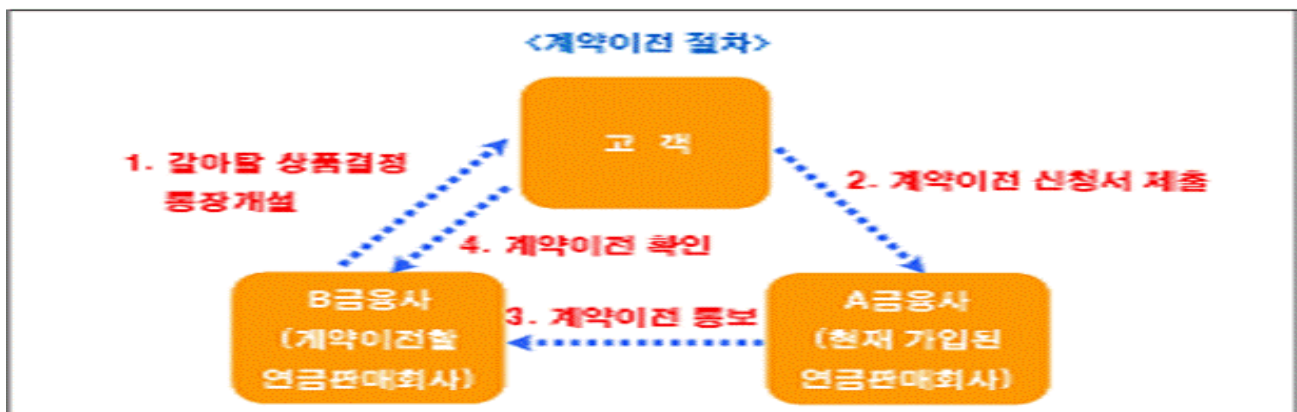 <계약이전 절차>
고 객
1. 갈아탈 상품결정
통장개설
2. 계약이전 신청서 제출
4. 계약이전 확인
B금융사
(계약이전할
연금판매회사)
3. 계약이전 통보
A금융사
(현재 가입된
연금판매회사)